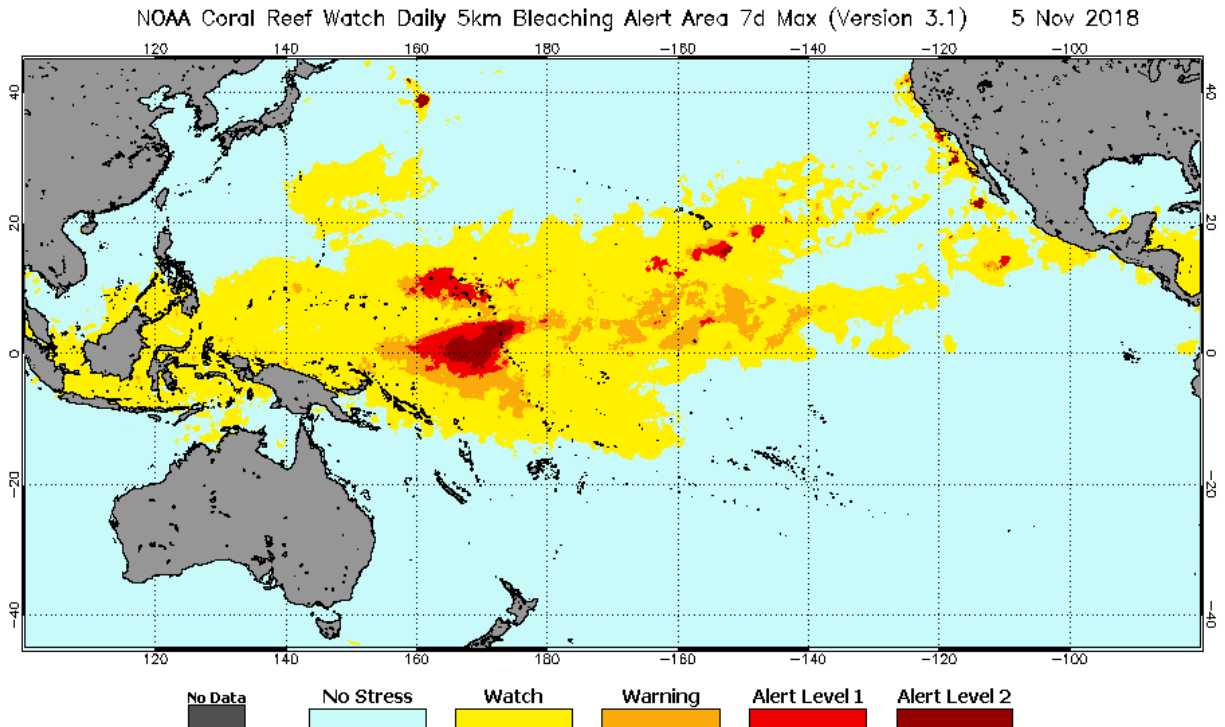 NOAA Coral Reef Watch Daily 5km Bleaching Alert Area 7d Max (Version 3.1) 5 Nov 2018
120 140 160 180 -160 -140 -120 -100
40 40
20 20
0 0
-20 -20
-40 -40
120 140 160 180 -160 -140 -120 -100
No Data No Stress Watch Warning Alert Level 1 Alert Level 2